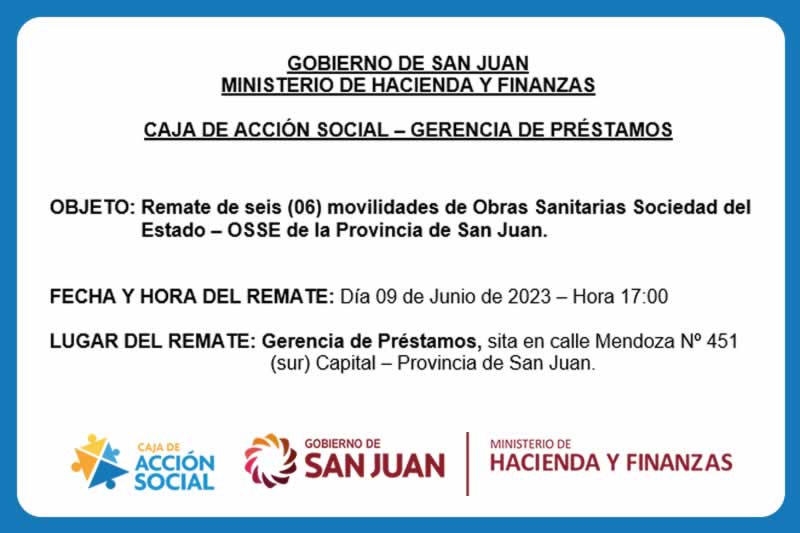 GOBIERNO DE SAN JUAN
MINISTERIO DE HACIENDA Y FINANZAS
CAJA DE ACCIÓN SOCIAL – GERENCIA DE PRÉSTAMOS
OBJETO: Remate de seis (06) movilidades de Obras Sanitarias Sociedad del
Estado – OSSE de la Provincia de San Juan.
FECHA Y HORA DEL REMATE: Día 09 de Junio de 2023 – Hora 17:00
LUGAR DEL REMATE: Gerencia de Préstamos, sita en calle Mendoza Nº 451
(sur) Capital – Provincia de San Juan.
CAJA DE
ACCIÓN
SOCIAL
GOBIERNO DE
SAN JUAN
MINISTERIO DE
HACIENDA Y FINANZAS